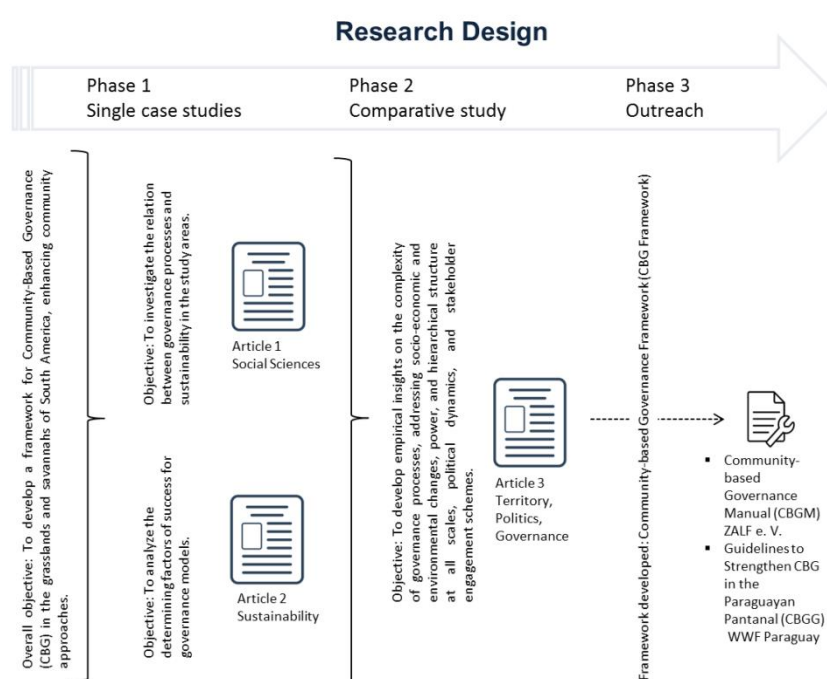 Research Design
Phase 1
Single case studies
Phase 2
Comparative study
Phase 3
Outreach
Overall objective: To develop a framework for Community-Based Governance
(CBG) in the grasslands and savannahs of South America, enhancing community
approaches.
Objective: To investigate the relation
between governance processes and
sustainability in the study areas.
Article 1
Social Sciences
Objective: To analyze the
determining factors of success for
governance models.
Article 2
Sustainability
Objective: To develop empirical insights on the complexity
of governance processes, addressing socio-economic and
environmental changes, power, and hierarchical structure
at all scales, political dynamics, and stakeholder
engagement schemes.
Article 3
Territory,
Politics,
Governance
Framework developed: Community-based Governance Framework (CBG Framework)
▪ Community-
based
Governance
Manual (CBGM)
ZALF e. V.
▪ Guidelines to
Strengthen CBG
in the
Paraguayan
Pantanal (CBGG)
WWF Paraguay